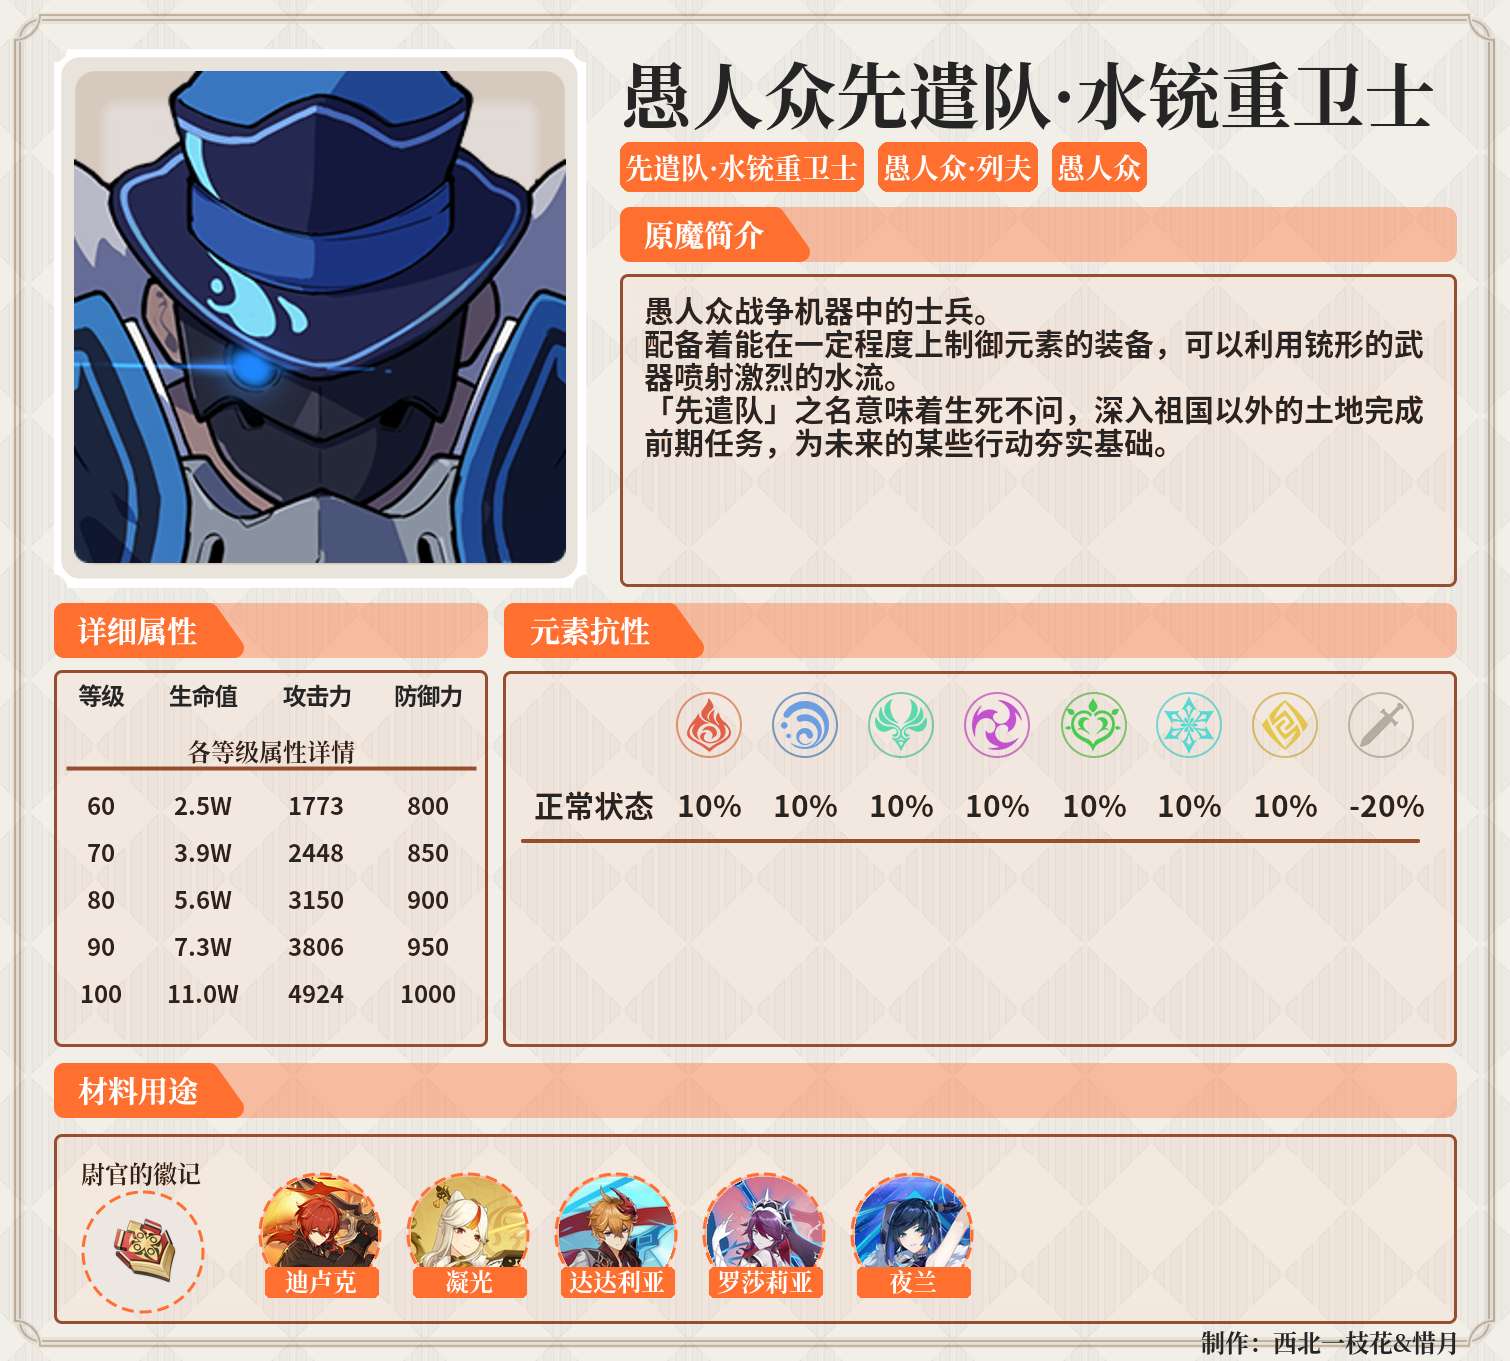 愚人众先遣队·水铳重卫士
先遣队·水铳重卫士 愚人众·列夫 愚人众
原魔简介
愚人众战争机器中的士兵。
配备着能在一定程度上制御元素的装备，可以利用铳形的武
器喷射激烈的水流。
「先遣队」之名意味着生死不问，深入祖国以外的土地完成
前期任务，为未来的某些行动夯实基础。
详细属性
等级 生命值 攻击力 防御力
各等级属性详情
60 2.5W 1773 800
70 3.9W 2448 850
80 5.6W 3150 900
90 7.3W 3806 950
100 11.0W 4924 1000
元素抗性
正常状态 10% 10% 10% 10% 10% 10% 10% -20%
材料用途
尉官的徽记
迪卢克 凝光 达达利亚 罗莎莉亚 夜兰
制作：西北一枝花&惜月